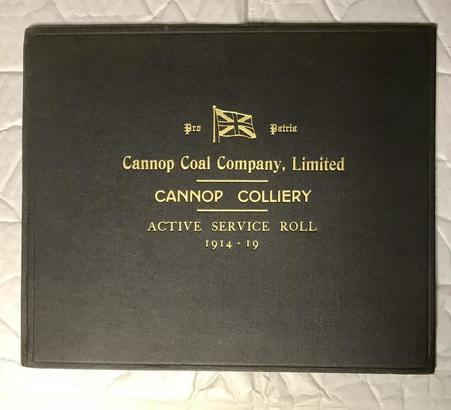 Pro Patria
Cannop Coal Company, Limited
CANNOP COLLIERY
ACTIVE SERVICE ROLL
1914-19